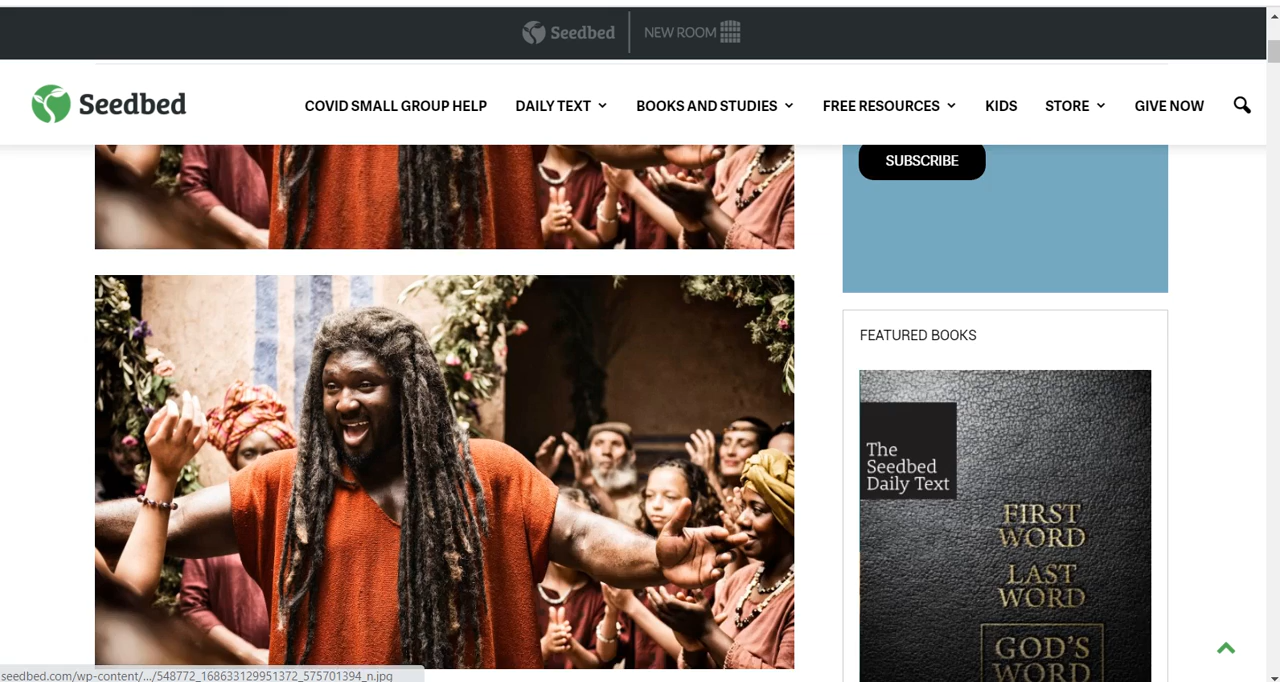 Seedbed
NEW ROOM
Seedbed
COVID SMALL GROUP HELP
DAILY TEXT
BOOKS AND STUDIES
FREE RESOURCES
KIDS
STORE
GIVE NOW
SUBSCRIBE
FEATURED BOOKS
The
Seedbed
Daily Text
FIRST
WORD
LAST
WORD
GOD'S
WORD
seedbed.com/wp-content/.../548772_168633129951372_575701394_n.jpg